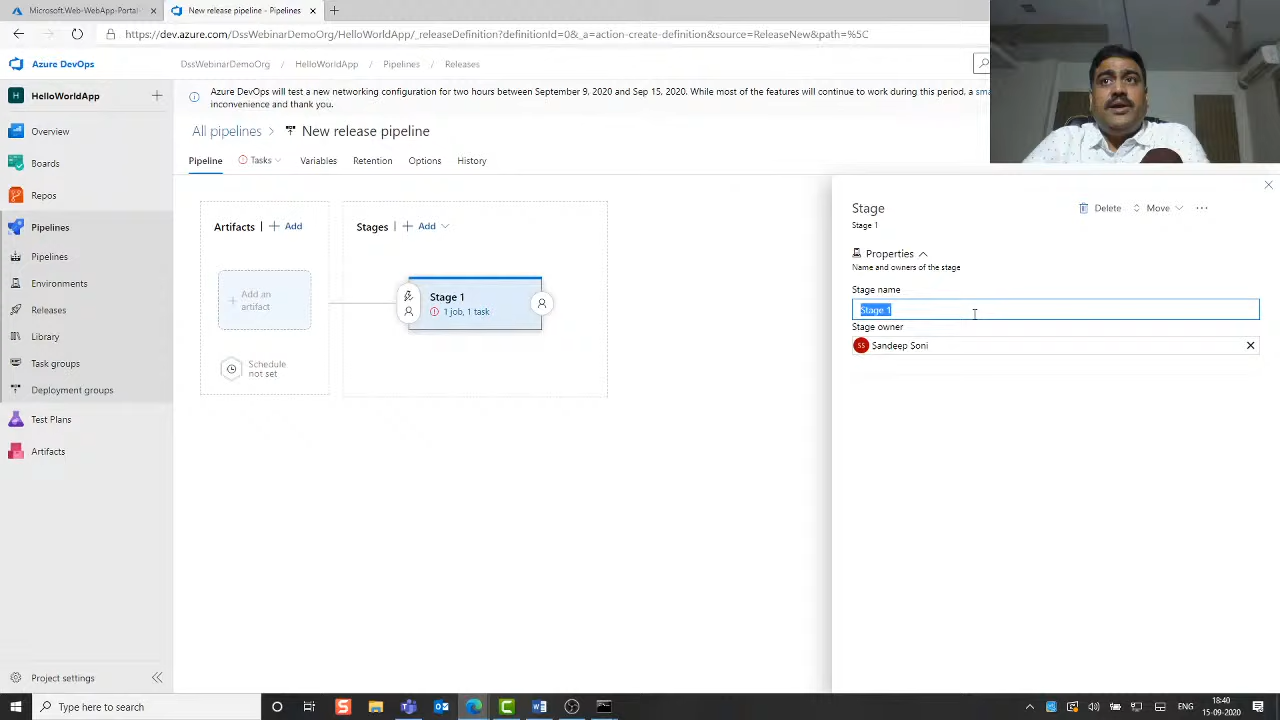 Microsoft.Web-WebApp-Portal
New release pipeline - Pipelines
https://dev.azure.com/DssWebinarDemoOrg/HelloWorldApp/_releaseDefinition?definitionId=0&_a=action-create-definition&source=ReleaseNew&path=%5C
Azure DevOps
DssWebinarDemoOrg / HelloWorldApp / Pipelines / Releases
H HelloWorldApp
Azure DevOps will test a new networking configuration for two hours between September 9, 2020 and Sep 15, 2020. While most of the features will continue to work during this period, a
inconvenience and thank you.
All pipelines > New release pipeline
Pipeline Tasks Variables Retention Options History
Overview
Boards
Repos
Pipelines
Pipelines
Environments
Releases
Library
Task groups
Deployment groups
Test Plans
Artifacts
Project settings
Artifacts | + Add
Add an
artifact
Schedule
not set
Stages | + Add
Stage 1
1 job, 1 task
Stage
Stage 1
Delete Move ...
Properties
Name and owners of the stage
Stage name
Stage 1
Stage owner
SS Sandeep Soni
Type here to search
ENG
18:40
15-09-2020